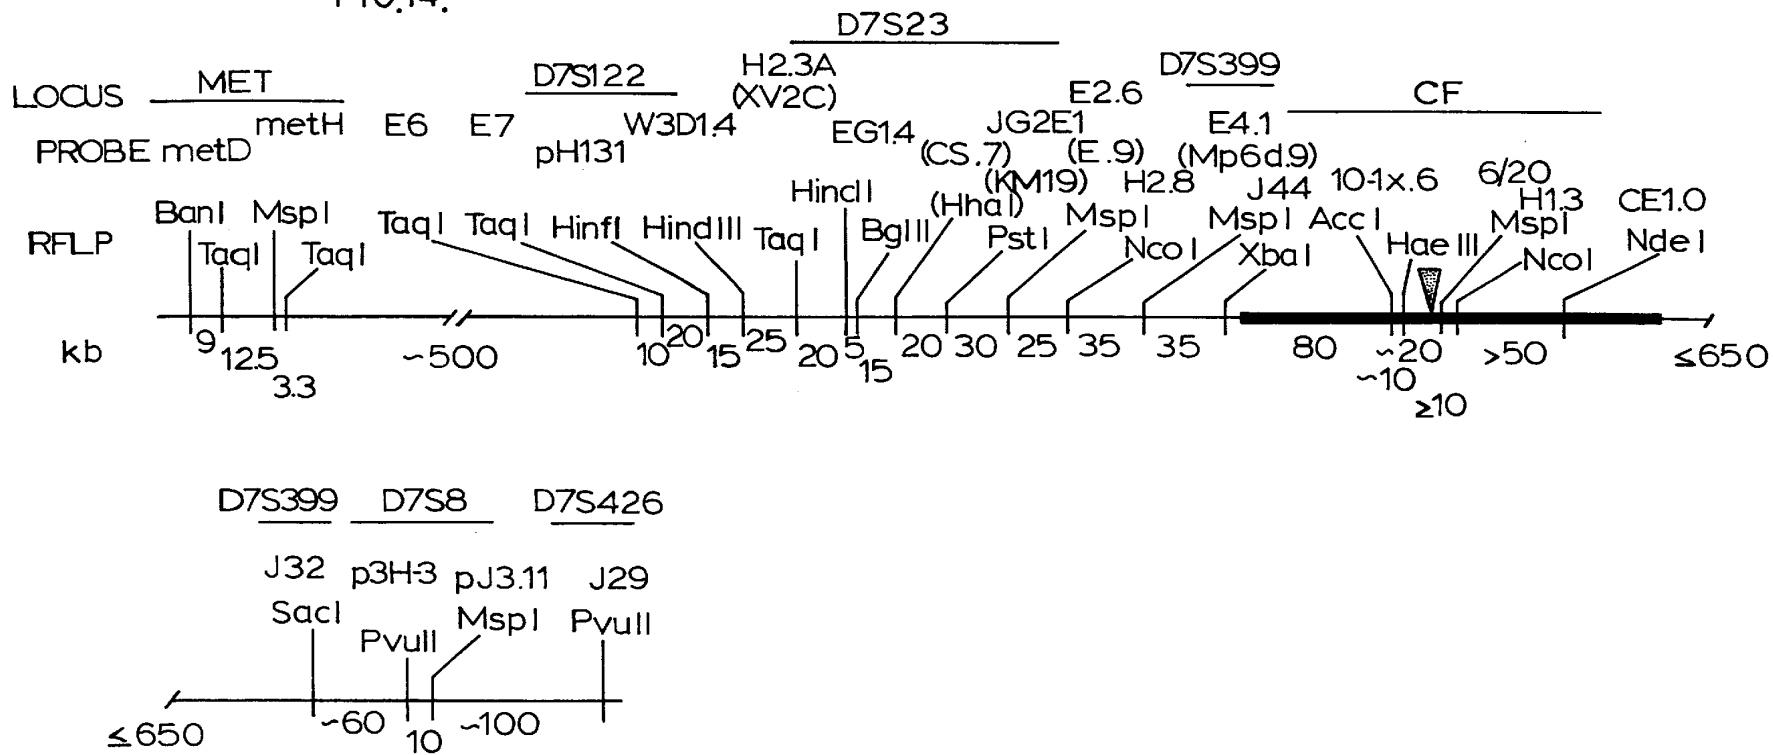 FIG.14.
D7S23
LOCUS MET D7S122 H2.3A D7S399 CF
(XV2C) E2.6
PROBE metD metH E6 E7 pH131 W3D1.4 EG1.4 JG2E1 E4.1
(CS.7) (E.9) (Mp6d.9)
(KM19) H2.8 J44 10-1x.6 6/20
HincII (HhaI) H1.3 CE1.0
RFLP BanI MspI TaqI TaqI HinfI HindIII TaqI BglII PstI MspI MspI AccI MspI NdeI
TaqI TaqI NcoI XbaI HaeIII NcoI
kb 9 12.5 3.3 ~500 10 20 15 25 20 5 15 20 30 25 35 35 80 ~10 ~20 ≥10 >50 ≤650
D7S399 D7S8 D7S426
J32 p3H-3 pJ3.11 J29
SacI PvuII MspI PvuII
≤650 ~60 10 ~100